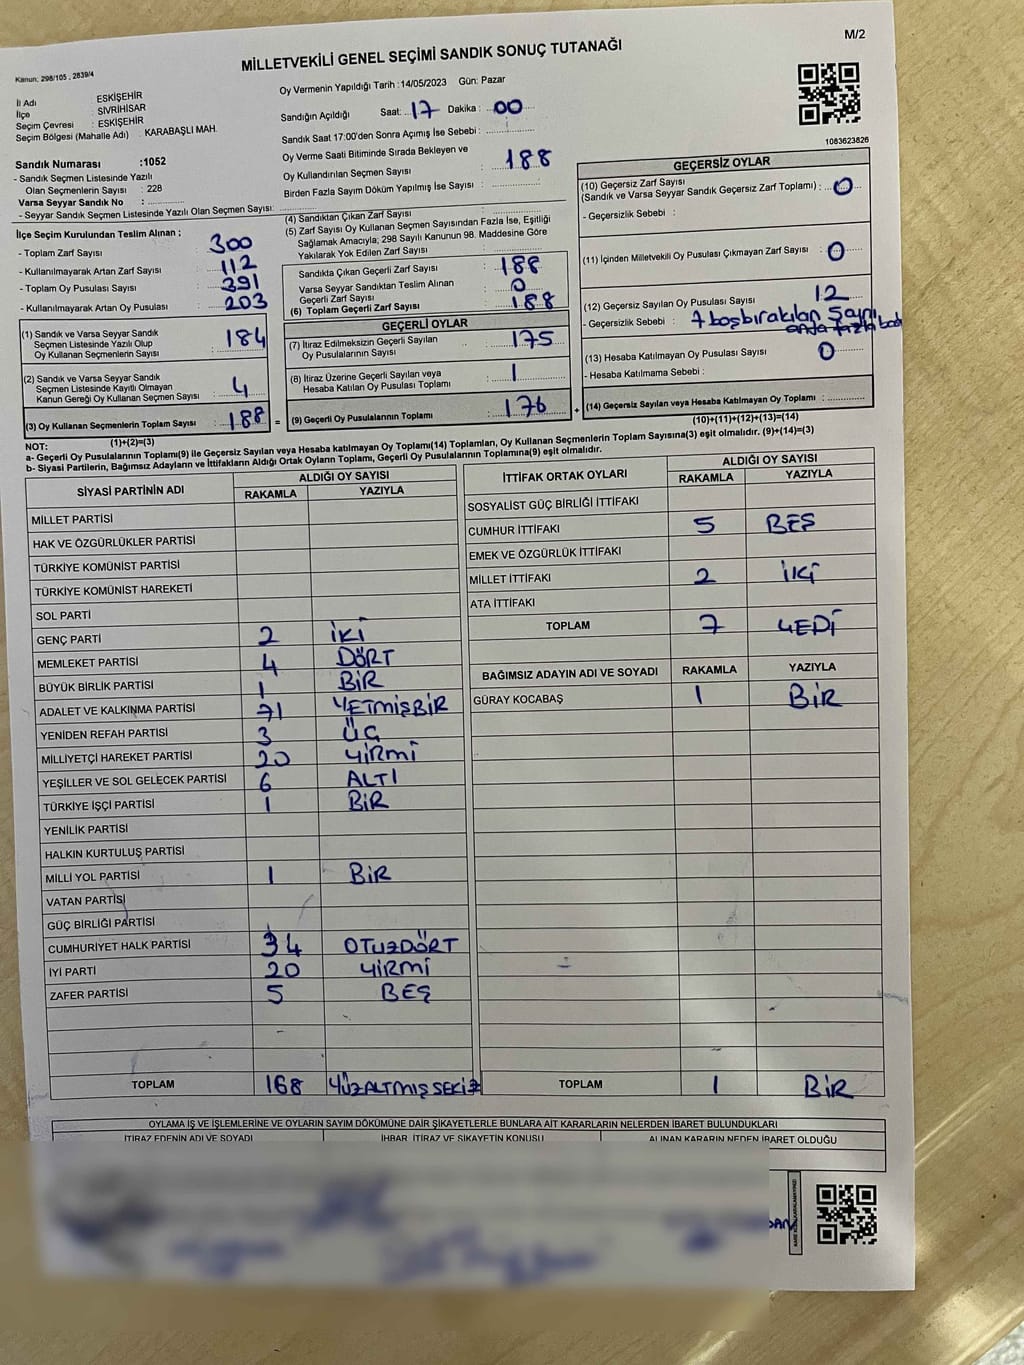 M/2
MİLLETVEKİLİ GENEL SEÇİMİ SANDIK SONUÇ TUTANAĞI
Kanun: 298/105 , 2839/4
İl Adı : ESKİŞEHİR
İlçe : SİVRİHİSAR
Seçim Çevresi : ESKİŞEHİR
Seçim Bölgesi (Mahalle Adı) : KARABAŞLI MAH.
Sandık Numarası :1052
- Sandık Seçmen Listesinde Yazılı
Olan Seçmenlerin Sayısı : 228
Varsa Seyyar Sandık No :
- Seyyar Sandık Seçmen Listesinde Yazılı Olan Seçmen Sayısı:
Oy Vermenin Yapıldığı Tarih :14/05/2023 Gün: Pazar
Sandığın Açıldığı Saat: 17 Dakika : 00
Sandık Saat 17:00'den Sonra Açımış İse Sebebi :
Oy Verme Saati Bitiminde Sırada Bekleyen ve
Oy Kullandırılan Seçmen Sayısı : 188
Birden Fazla Sayım Döküm Yapılmış İse Sayısı :
1083623826
İlçe Seçim Kurulundan Teslim Alınan ;
- Toplam Zarf Sayısı : 300
- Kullanılmayarak Artan Zarf Sayısı : 112
- Toplam Oy Pusulası Sayısı : 391
- Kullanılmayarak Artan Oy Pusulası : 203
(1) Sandık ve Varsa Seyyar Sandık
Seçmen Listesinde Yazılı Olup
Oy Kullanan Seçmenlerin Sayısı : 184
(2) Sandık ve Varsa Seyyar Sandık
Seçmen Listesinde Kayıtlı Olmayan
Kanun Gereği Oy Kullanan Seçmen Sayısı : 4
(3) Oy Kullanan Seçmenlerin Toplam Sayısı : 188 =
(1)+(2)=(3)
(4) Sandıktan Çıkan Zarf Sayısı :
(5) Zarf Sayısı Oy Kullanan Seçmen Sayısından Fazla İse, Eşitliği
Sağlamak Amacıyla; 298 Sayılı Kanunun 98. Maddesine Göre
Yakılarak Yok Edilen Zarf Sayısı :
Sandıkta Çıkan Geçerli Zarf Sayısı : 188
Varsa Seyyar Sandıktan Teslim Alınan
Geçerli Zarf Sayısı : 0
(6) Toplam Geçerli Zarf Sayısı : 188
GEÇERLİ OYLAR
(7) İtiraz Edilmeksizin Geçerli Sayılan
Oy Pusulalarının Sayısı : 175
(8) İtiraz Üzerine Geçerli Sayılan veya
Hesaba Katılan Oy Pusulası Toplamı : 1
(9) Geçerli Oy Pusulalarının Toplamı : 176 +
GEÇERSİZ OYLAR
(10) Geçersiz Zarf Sayısı
(Sandık ve Varsa Seyyar Sandık Geçersiz Zarf Toplamı) : 0
- Geçersizlik Sebebi :
(11) İçinden Milletvekili Oy Pusulası Çıkmayan Zarf Sayısı : 0
(12) Geçersiz Sayılan Oy Pusulası Sayısı : 12
- Geçersizlik Sebebi : 7 boşbırakılan Sayrı
fazla
(13) Hesaba Katılmayan Oy Pusulası Sayısı : 0
- Hesaba Katılmama Sebebi :
(14) Geçersiz Sayılan veya Hesaba Katılmayan Oy Toplamı :
(10)+(11)+(12)+(13)=(14)
NOT:
a- Geçerli Oy Pusulalarının Toplamı(9) ile Geçersiz Sayılan veya Hesaba katılmayan Oy Toplamı(14) Toplamları, Oy Kullanan Seçmenlerin Toplam Sayısına(3) eşit olmalıdır. (9)+(14)=(3)
b- Siyasi Partilerin, Bağımsız Adayların ve İttifakların Aldığı Ortak Oyların Toplamı, Geçerli Oy Pusulalarının Toplamına(9) eşit olmalıdır.
SİYASİ PARTİNİN ADI ALDIĞI OY SAYISI
RAKAMLA YAZIYLA
MİLLET PARTİSİ
HAK VE ÖZGÜRLÜKLER PARTİSİ
TÜRKİYE KOMÜNİST PARTİSİ
TÜRKİYE KOMÜNİST HAREKETİ
SOL PARTİ
GENÇ PARTİ 2 İKİ
MEMLEKET PARTİSİ 4 DÖRT
BÜYÜK BİRLİK PARTİSİ 1 BİR
ADALET VE KALKINMA PARTİSİ 71 YETMİŞBİR
YENİDEN REFAH PARTİSİ 3 ÜÇ
MİLLİYETÇİ HAREKET PARTİSİ 20 YİRMİ
YEŞİLLER VE SOL GELECEK PARTİSİ 6 ALTI
TÜRKİYE İŞÇİ PARTİSİ 1 BİR
YENİLİK PARTİSİ
HALKIN KURTULUŞ PARTİSİ
MİLLİ YOL PARTİSİ 1 BİR
VATAN PARTİSİ
GÜÇ BİRLİĞİ PARTİSİ
CUMHURİYET HALK PARTİSİ 34 OTUZDÖRT
İYİ PARTİ 20 YİRMİ
ZAFER PARTİSİ 5 BEŞ
TOPLAM 168 YÜZALTMIŞSEKİZ
İTTİFAK ORTAK OYLARI ALDIĞI OY SAYISI
RAKAMLA YAZIYLA
SOSYALİST GÜÇ BİRLİĞİ İTTİFAKI
CUMHUR İTTİFAKI 5 BEŞ
EMEK VE ÖZGÜRLÜK İTTİFAKI
MİLLET İTTİFAKI 2 İKİ
ATA İTTİFAKI
TOPLAM 7 YEDİ
BAĞIMSIZ ADAYIN ADI VE SOYADI RAKAMLA YAZIYLA
GÜRAY KOCABAŞ 1 BİR
TOPLAM 1 BİR
OYLAMA İŞ VE İŞLEMLERİNE VE OYLARIN SAYIM DÖKÜMÜNE DAİR ŞİKAYETLERLE BUNLARA AİT KARARLARIN NELERDEN İBARET BULUNDUKLARI
İTİRAZ EDENİN ADI VE SOYADI İHBAR, İTİRAZ VE ŞİKAYETİN KONUSU ALINAN KARARIN NEDEN İBARET OLDUĞU